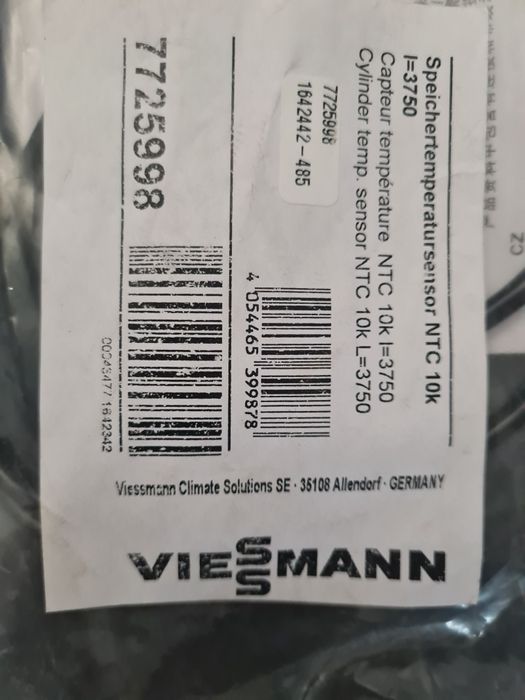 Speichertemperatursensor NTC 10k
l=3750
Capteur température NTC 10k l=3750
Cylinder temp. sensor NTC 10k L=3750
7725998
1642442-485
4 054465 399878
7725998
Viessmann Climate Solutions SE · 35108 Allendorf · GERMANY
VIESSMANN